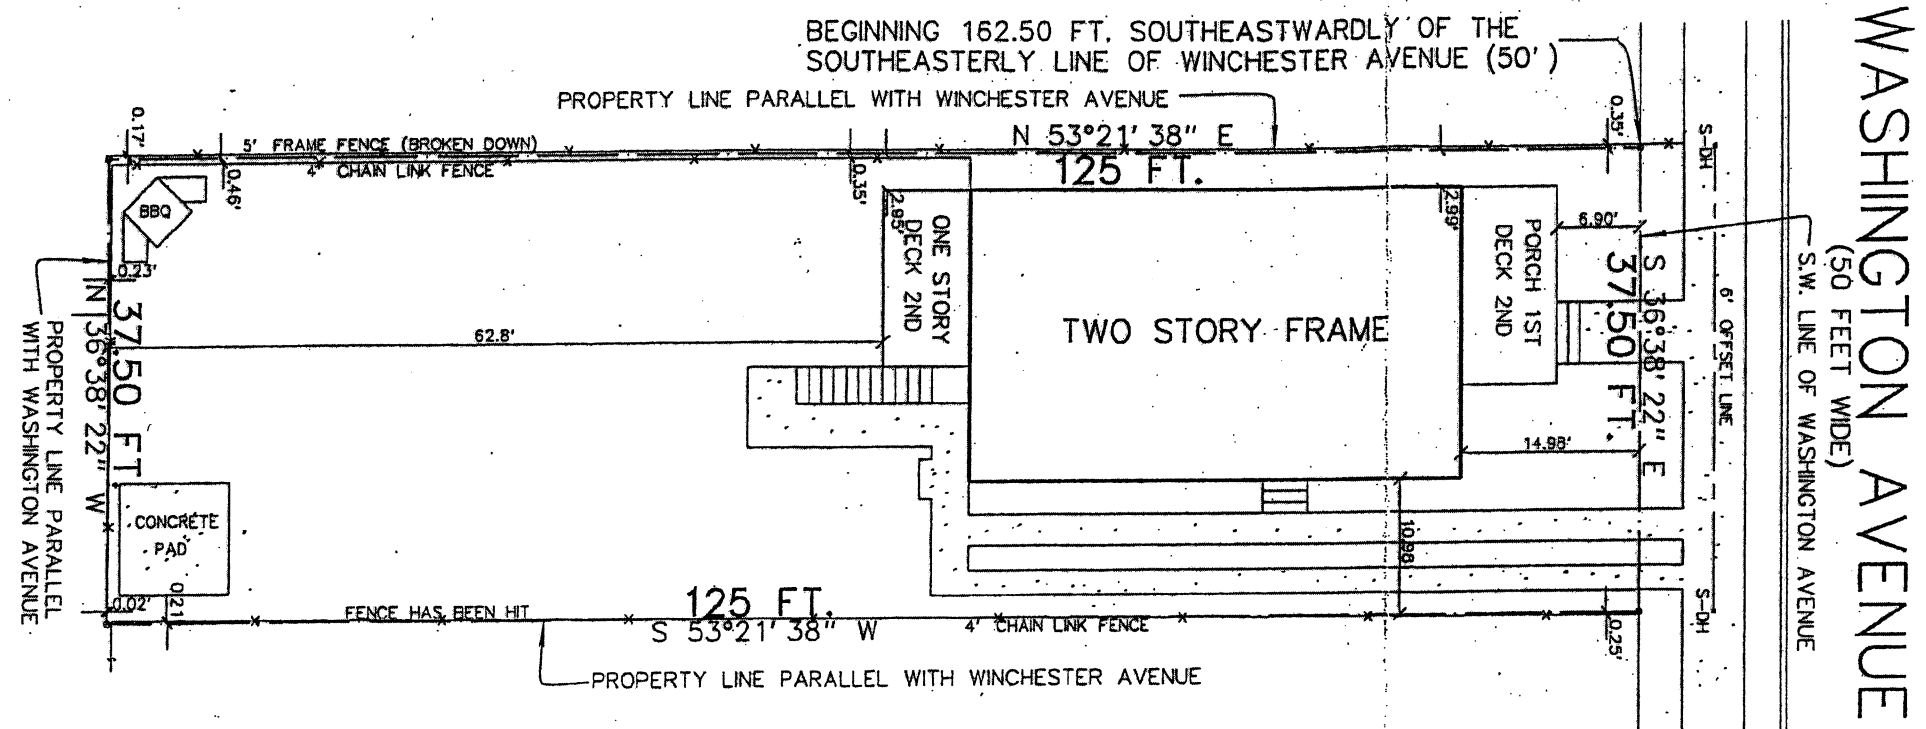 BEGINNING 162.50 FT. SOUTHEASTWARDLY OF THE
SOUTHEASTERLY LINE OF WINCHESTER AVENUE (50')
PROPERTY LINE PARALLEL WITH WINCHESTER AVENUE
N 53°21'38" E
125 FT.
0.17'
5' FRAME FENCE (BROKEN DOWN)
4' CHAIN LINK FENCE
0.46'
0.35'
0.35'
S-DH
BBQ
0.23'
2.95'
ONE STORY
DECK 2ND
2.99'
PORCH 1ST
DECK 2ND
6.90'
S 36°38'22" E
37.50 FT.
6' OFFSET LINE
S.W. LINE OF WASHINGTON AVENUE
(50 FEET WIDE)
WASHINGTON AVENUE
TWO STORY FRAME
62.8'
37.50 FT.
N 36°38'22" W
PROPERTY LINE PARALLEL
WITH WASHINGTON AVENUE
14.98'
10.98
CONCRETE
PAD
0.02'
0.21'
FENCE HAS BEEN HIT
125 FT.
S 53°21'38" W
4' CHAIN LINK FENCE
0.25'
S-DH
PROPERTY LINE PARALLEL WITH WINCHESTER AVENUE